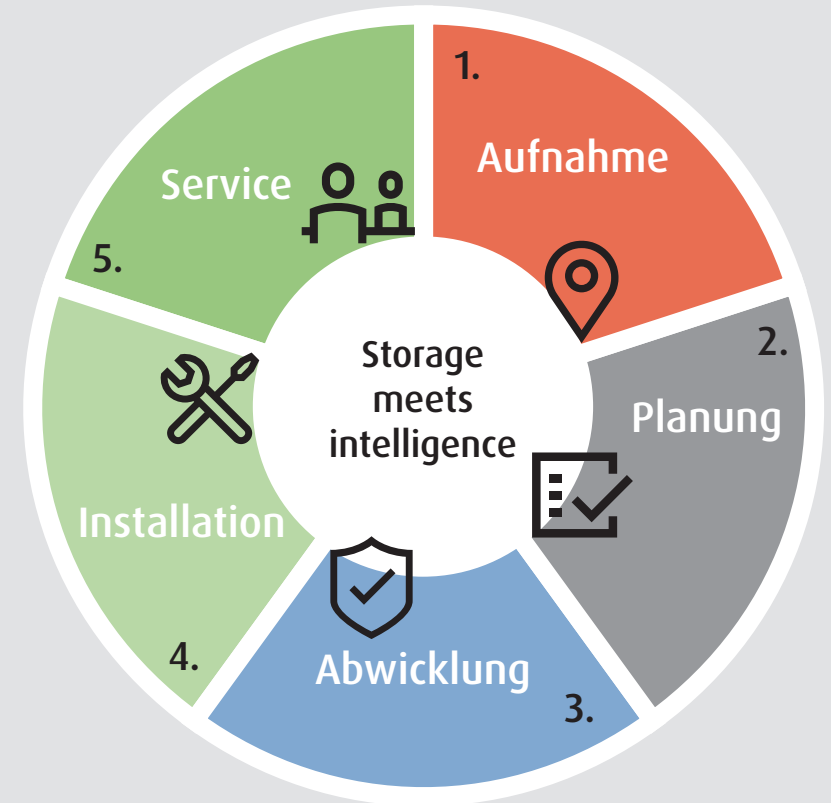 1.
Aufnahme
2.
Planung
3.
Abwicklung
4.
Installation
5.
Service
Storage
meets
intelligence